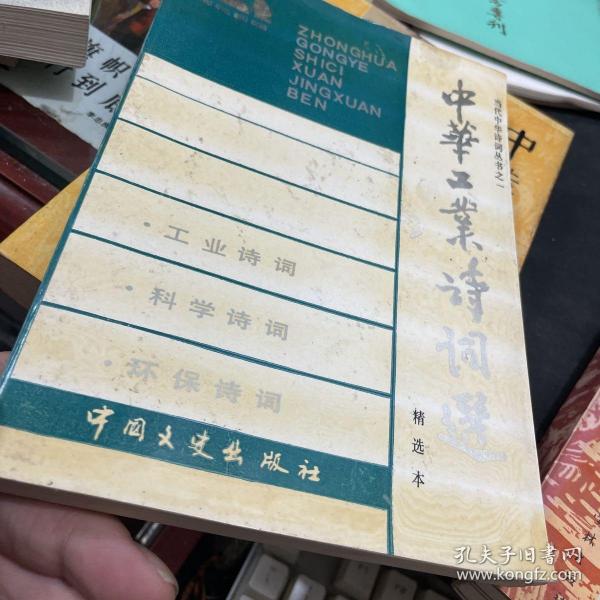 ZHONGHUA
GONGYE
SHICI
XUAN
JINGXUAN
BEN
当代中华诗词丛书之一
中華工業诗词選
精选本
·工业诗词
·科学诗词
·环保诗词
中国文史出版社
孔夫子旧书网
www.kongfz.com